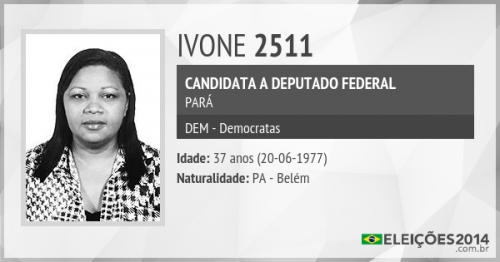 IVONE 2511
CANDIDATA A DEPUTADO FEDERAL
PARÁ
DEM - Democratas
Idade: 37 anos (20-06-1977)
Naturalidade: PA - Belém
ELEIÇÕES2014
.com.br